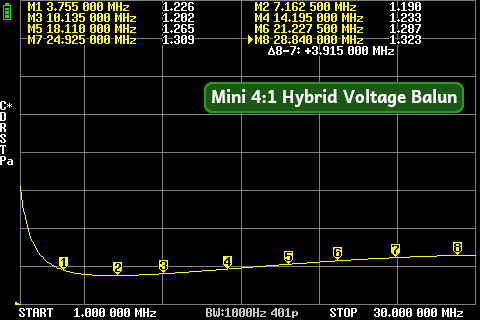 M1 3.755 000 MHz 1.226 M2 7.162 500 MHz 1.190
M3 10.135 000 MHz 1.202 M4 14.195 000 MHz 1.233
M5 18.110 000 MHz 1.265 M6 21.227 500 MHz 1.287
M7 24.925 000 MHz 1.309 M8 28.840 000 MHz 1.323
Δ8-7: +3.915 000 MHz
Mini 4:1 Hybrid Voltage Balun
C*
D
R
S
T
Pa
1 2 3 4 5 6 7 8
START 1.000 000 MHz BW:1000Hz 401p STOP 30.000 000 MHz